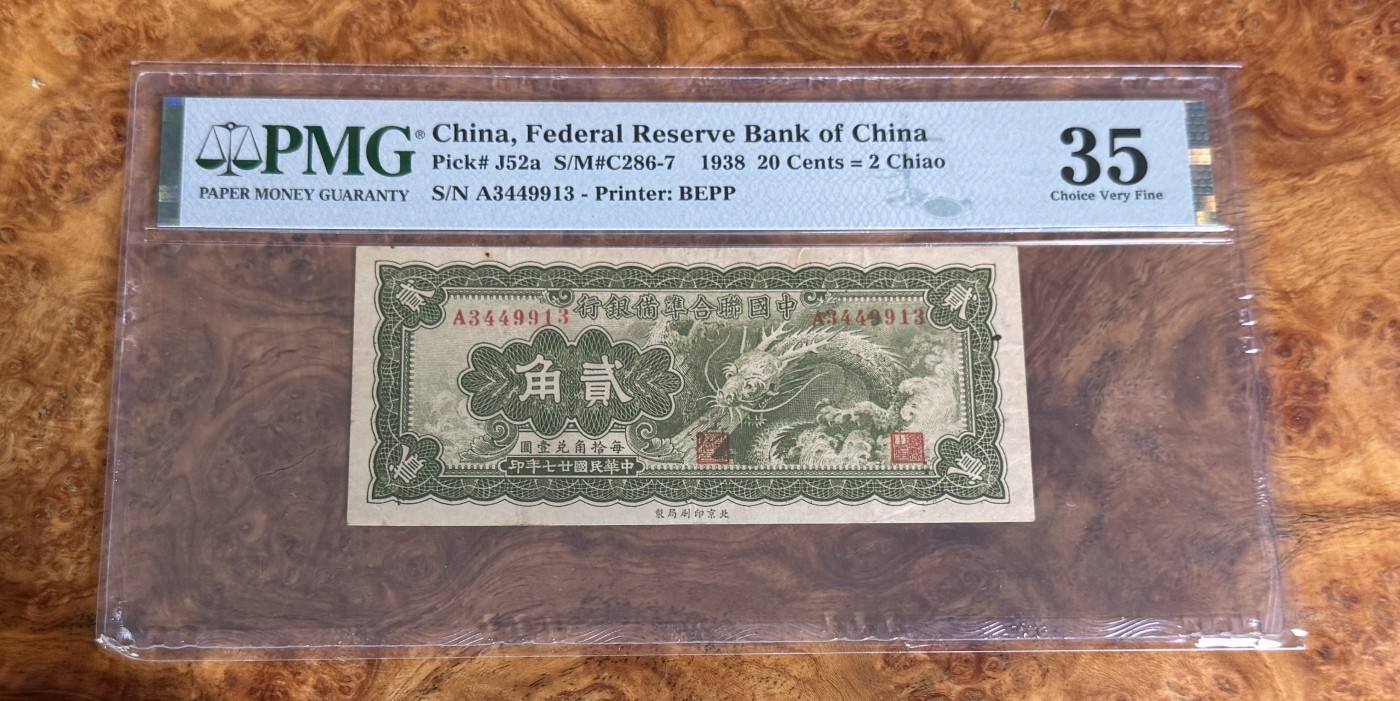 PMG®
PAPER MONEY GUARANTY
China, Federal Reserve Bank of China
Pick# J52a S/M#C286-7 1938 20 Cents = 2 Chiao
S/N A3449913 - Printer: BEPP
35
Choice Very Fine
貳
貳
行銀備準合聯國中
A3449913
A3449913
角貳
圓壹兌角拾每
印年七廿國民華中
貳
貳
製局刷印京北